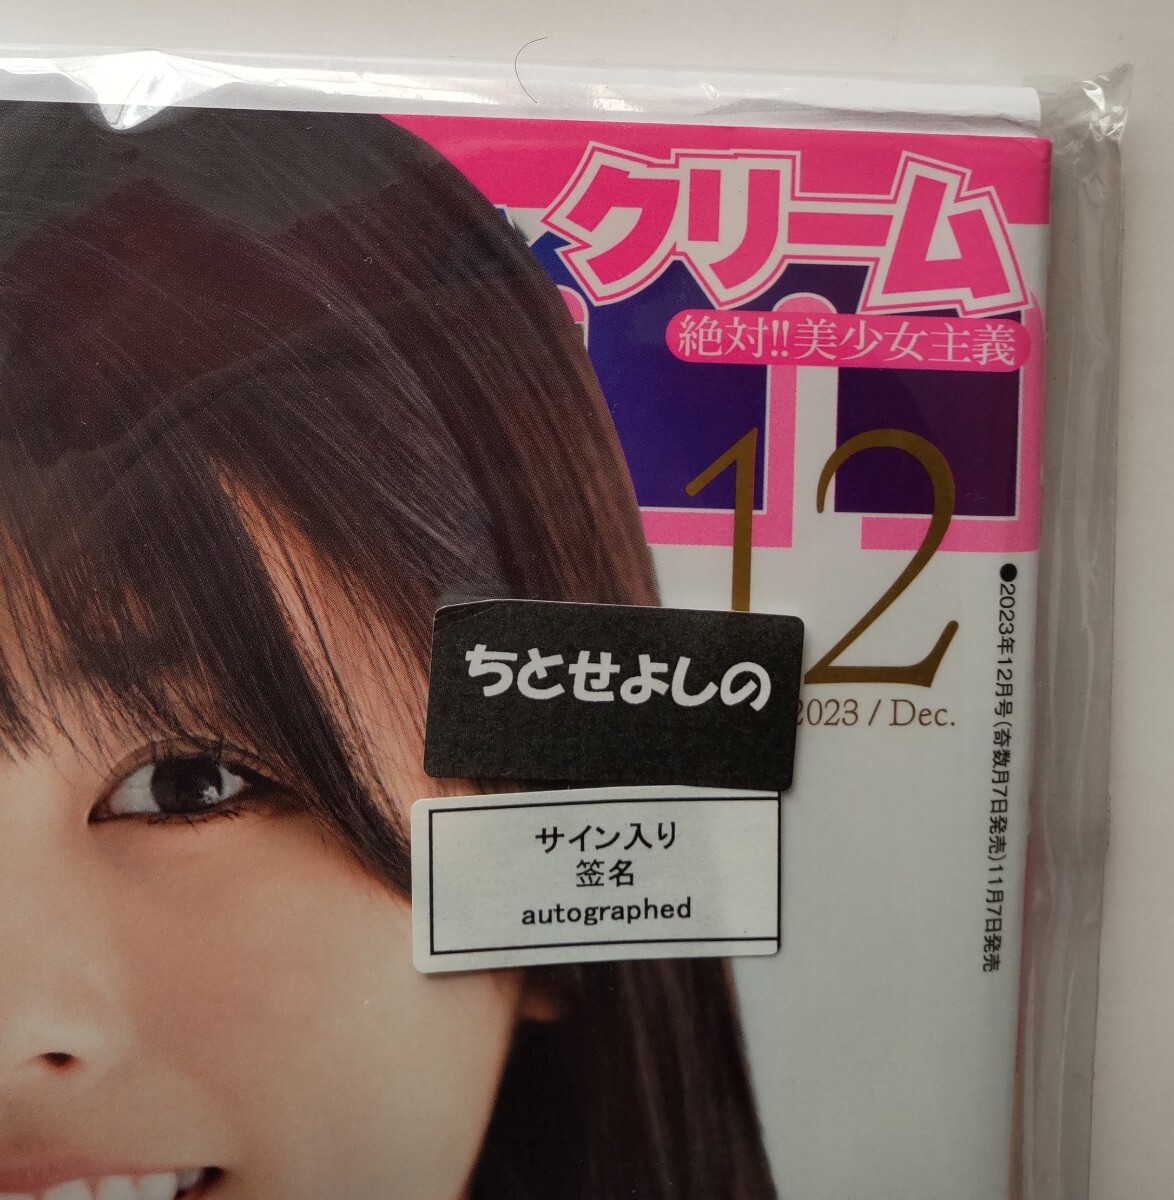 クリーム
絶対!!美少女主義
12
2023 / Dec.
●2023年12月号(奇数月7日発売)11月7日発売
ちとせよしの
サイン入り
签名
autographed